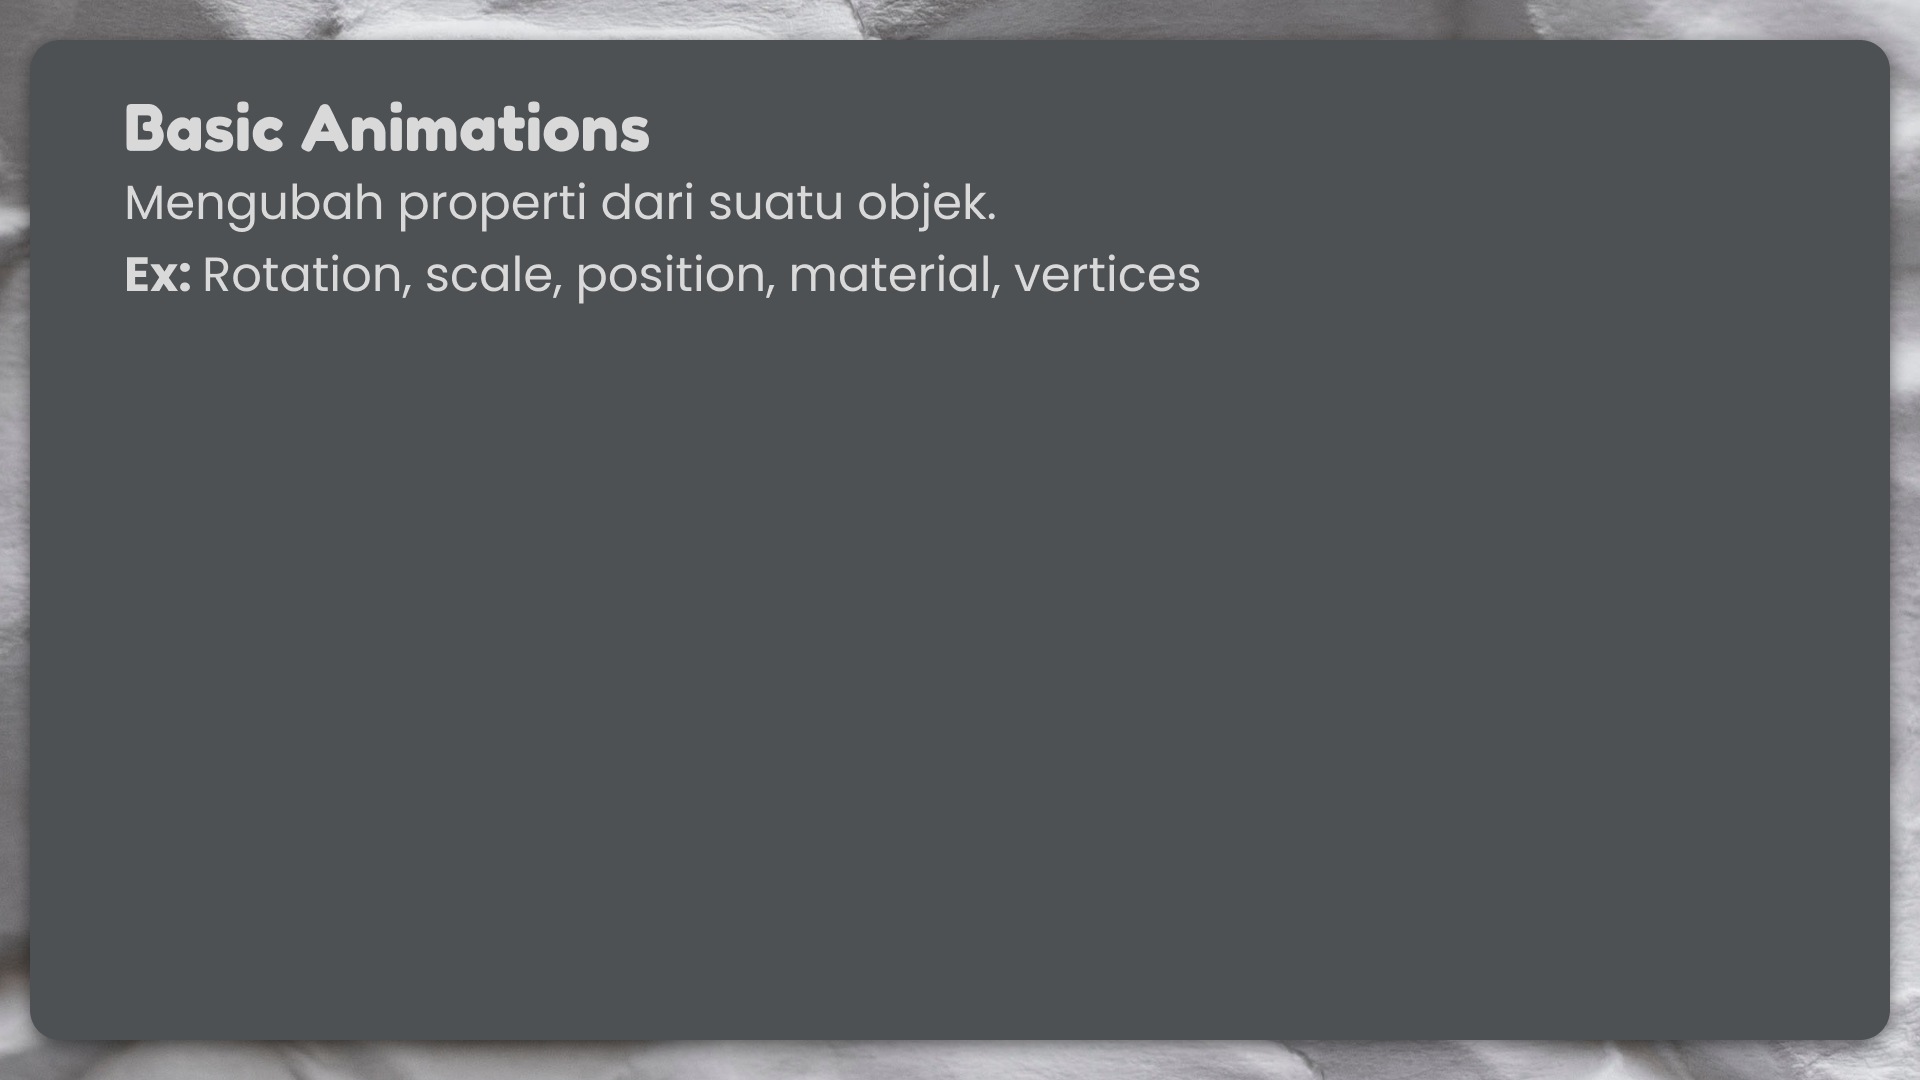 Basic Animations
Mengubah properti dari suatu objek.
Ex: Rotation, scale, position, material, vertices